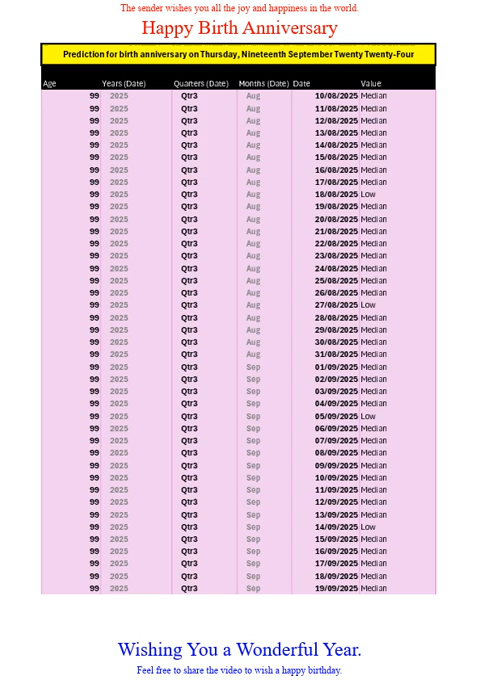 The sender wishes you all the joy and happiness in the world.
Happy Birth Anniversary
Prediction for birth anniversary on Thursday, Nineteenth September Twenty Twenty-Four
Age Years (Date) Quarters (Date) Months (Date) Date Value
99 2025 Qtr3 Aug 10/08/2025 Median
99 2025 Qtr3 Aug 11/08/2025 Median
99 2025 Qtr3 Aug 12/08/2025 Median
99 2025 Qtr3 Aug 13/08/2025 Median
99 2025 Qtr3 Aug 14/08/2025 Median
99 2025 Qtr3 Aug 15/08/2025 Median
99 2025 Qtr3 Aug 16/08/2025 Median
99 2025 Qtr3 Aug 17/08/2025 Median
99 2025 Qtr3 Aug 18/08/2025 Low
99 2025 Qtr3 Aug 19/08/2025 Median
99 2025 Qtr3 Aug 20/08/2025 Median
99 2025 Qtr3 Aug 21/08/2025 Median
99 2025 Qtr3 Aug 22/08/2025 Median
99 2025 Qtr3 Aug 23/08/2025 Median
99 2025 Qtr3 Aug 24/08/2025 Median
99 2025 Qtr3 Aug 25/08/2025 Median
99 2025 Qtr3 Aug 26/08/2025 Median
99 2025 Qtr3 Aug 27/08/2025 Low
99 2025 Qtr3 Aug 28/08/2025 Median
99 2025 Qtr3 Aug 29/08/2025 Median
99 2025 Qtr3 Aug 30/08/2025 Median
99 2025 Qtr3 Aug 31/08/2025 Median
99 2025 Qtr3 Sep 01/09/2025 Median
99 2025 Qtr3 Sep 02/09/2025 Median
99 2025 Qtr3 Sep 03/09/2025 Median
99 2025 Qtr3 Sep 04/09/2025 Median
99 2025 Qtr3 Sep 05/09/2025 Low
99 2025 Qtr3 Sep 06/09/2025 Median
99 2025 Qtr3 Sep 07/09/2025 Median
99 2025 Qtr3 Sep 08/09/2025 Median
99 2025 Qtr3 Sep 09/09/2025 Median
99 2025 Qtr3 Sep 10/09/2025 Median
99 2025 Qtr3 Sep 11/09/2025 Median
99 2025 Qtr3 Sep 12/09/2025 Median
99 2025 Qtr3 Sep 13/09/2025 Median
99 2025 Qtr3 Sep 14/09/2025 Low
99 2025 Qtr3 Sep 15/09/2025 Median
99 2025 Qtr3 Sep 16/09/2025 Median
99 2025 Qtr3 Sep 17/09/2025 Median
99 2025 Qtr3 Sep 18/09/2025 Median
99 2025 Qtr3 Sep 19/09/2025 Median
Wishing You a Wonderful Year.
Feel free to share the video to wish a happy birthday.